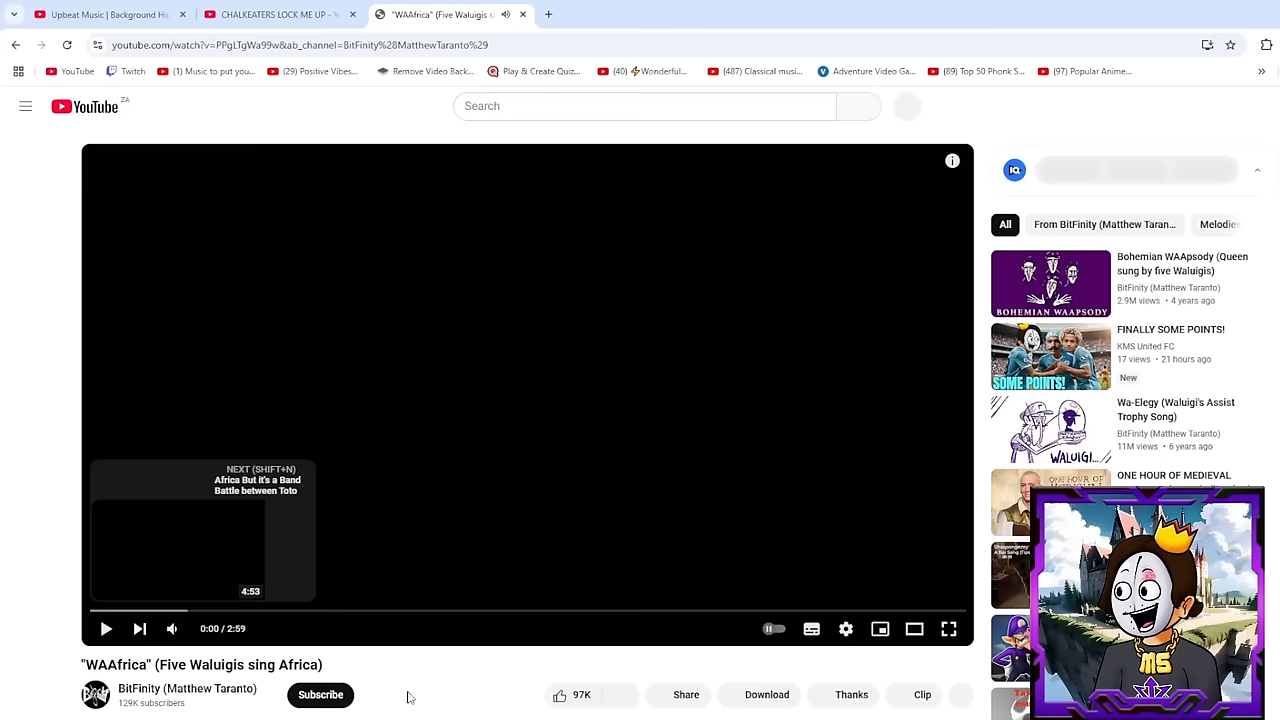 Upbeat Music | Background Ha
CHALKEATERS LOCK ME UP - Y
"WAAfrica" (Five Waluigis
youtube.com/watch?v=PPgLTgWa99w&ab_channel=BitFinity%28MatthewTaranto%29
YouTube
Twitch
(1) Music to put you...
(19) Positive Vibes...
Remove Video Back...
Play & Create Quiz...
(40) ⚡Wonderful...
(487) Classical musi...
Adventure Video Ga...
(89) Top 50 Phonk S...
(97) Popular Anime...
YouTube ZA
Search
All
From BitFinity (Matthew Taran...
Melodies
NEXT (SHIFT+N)
Africa But it's a Band
Battle between Toto
4:53
0:00 / 2:59
"WAAfrica" (Five Waluigis sing Africa)
BitFinity (Matthew Taranto)
129K subscribers
Subscribe
97K
Share
Download
Thanks
Clip
BOHEMIAN WAAPSODY
Bohemian WAApsody (Queen
sung by five Waluigis)
BitFinity (Matthew Taranto)
2.9M views • 4 years ago
SOME POINTS!
FINALLY SOME POINTS!
KMS United FC
17 views • 21 hours ago
New
WALUIGI...
Wa-Elegy (Waluigi's Assist
Trophy Song)
BitFinity (Matthew Taranto)
11M views • 6 years ago
ONE HOUR OF
ONE HOUR OF MEDIEVAL
MS